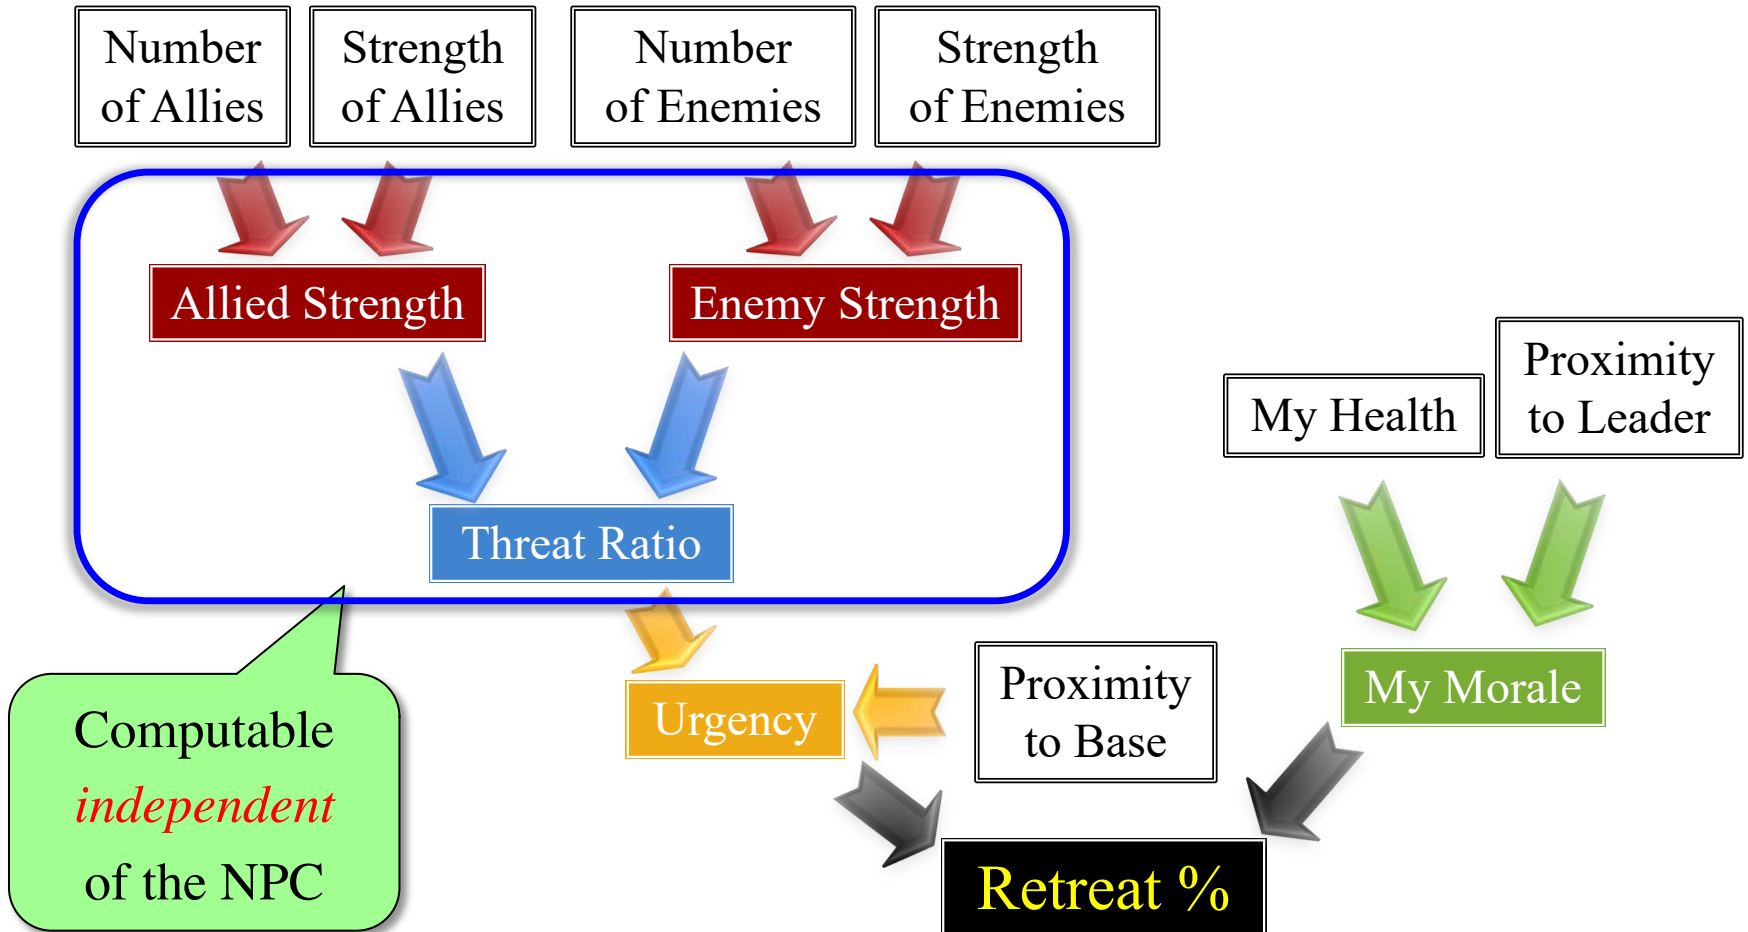 Number
of Allies
Strength
of Allies
Number
of Enemies
Strength
of Enemies
Allied Strength
Enemy Strength
My Health
Proximity
to Leader
Threat Ratio
Urgency
Proximity
to Base
My Morale
Computable
independent
of the NPC
Retreat %